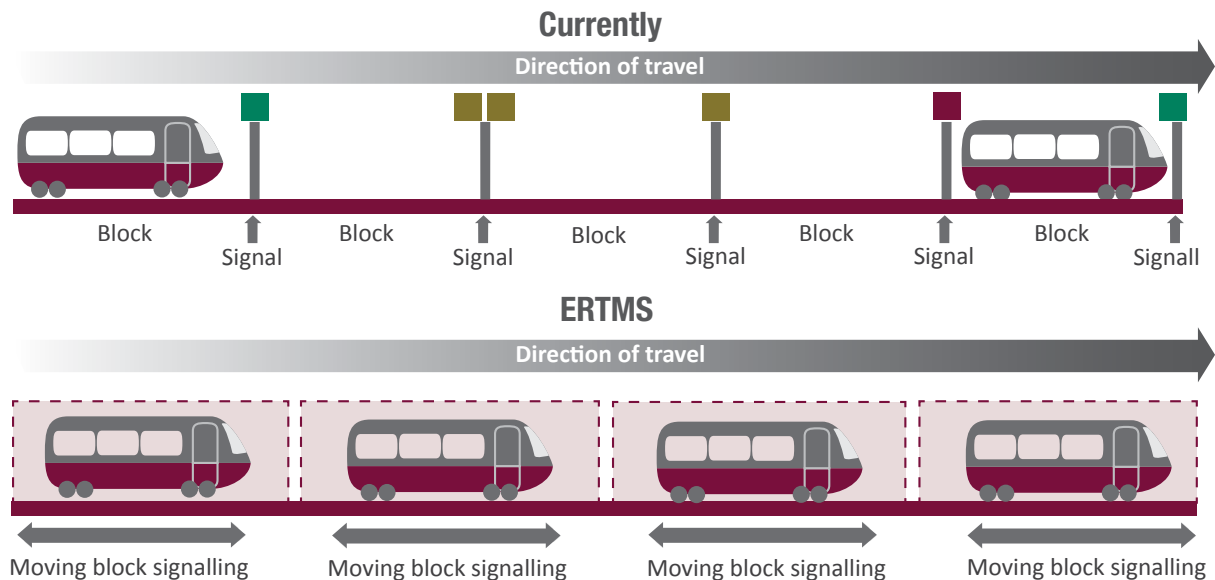 Currently
Direction of travel
Block
Signal
Block
Signal
Block
Signal
Block
Signal
Block
Signall
ERTMS
Direction of travel
Moving block signalling
Moving block signalling
Moving block signalling
Moving block signalling